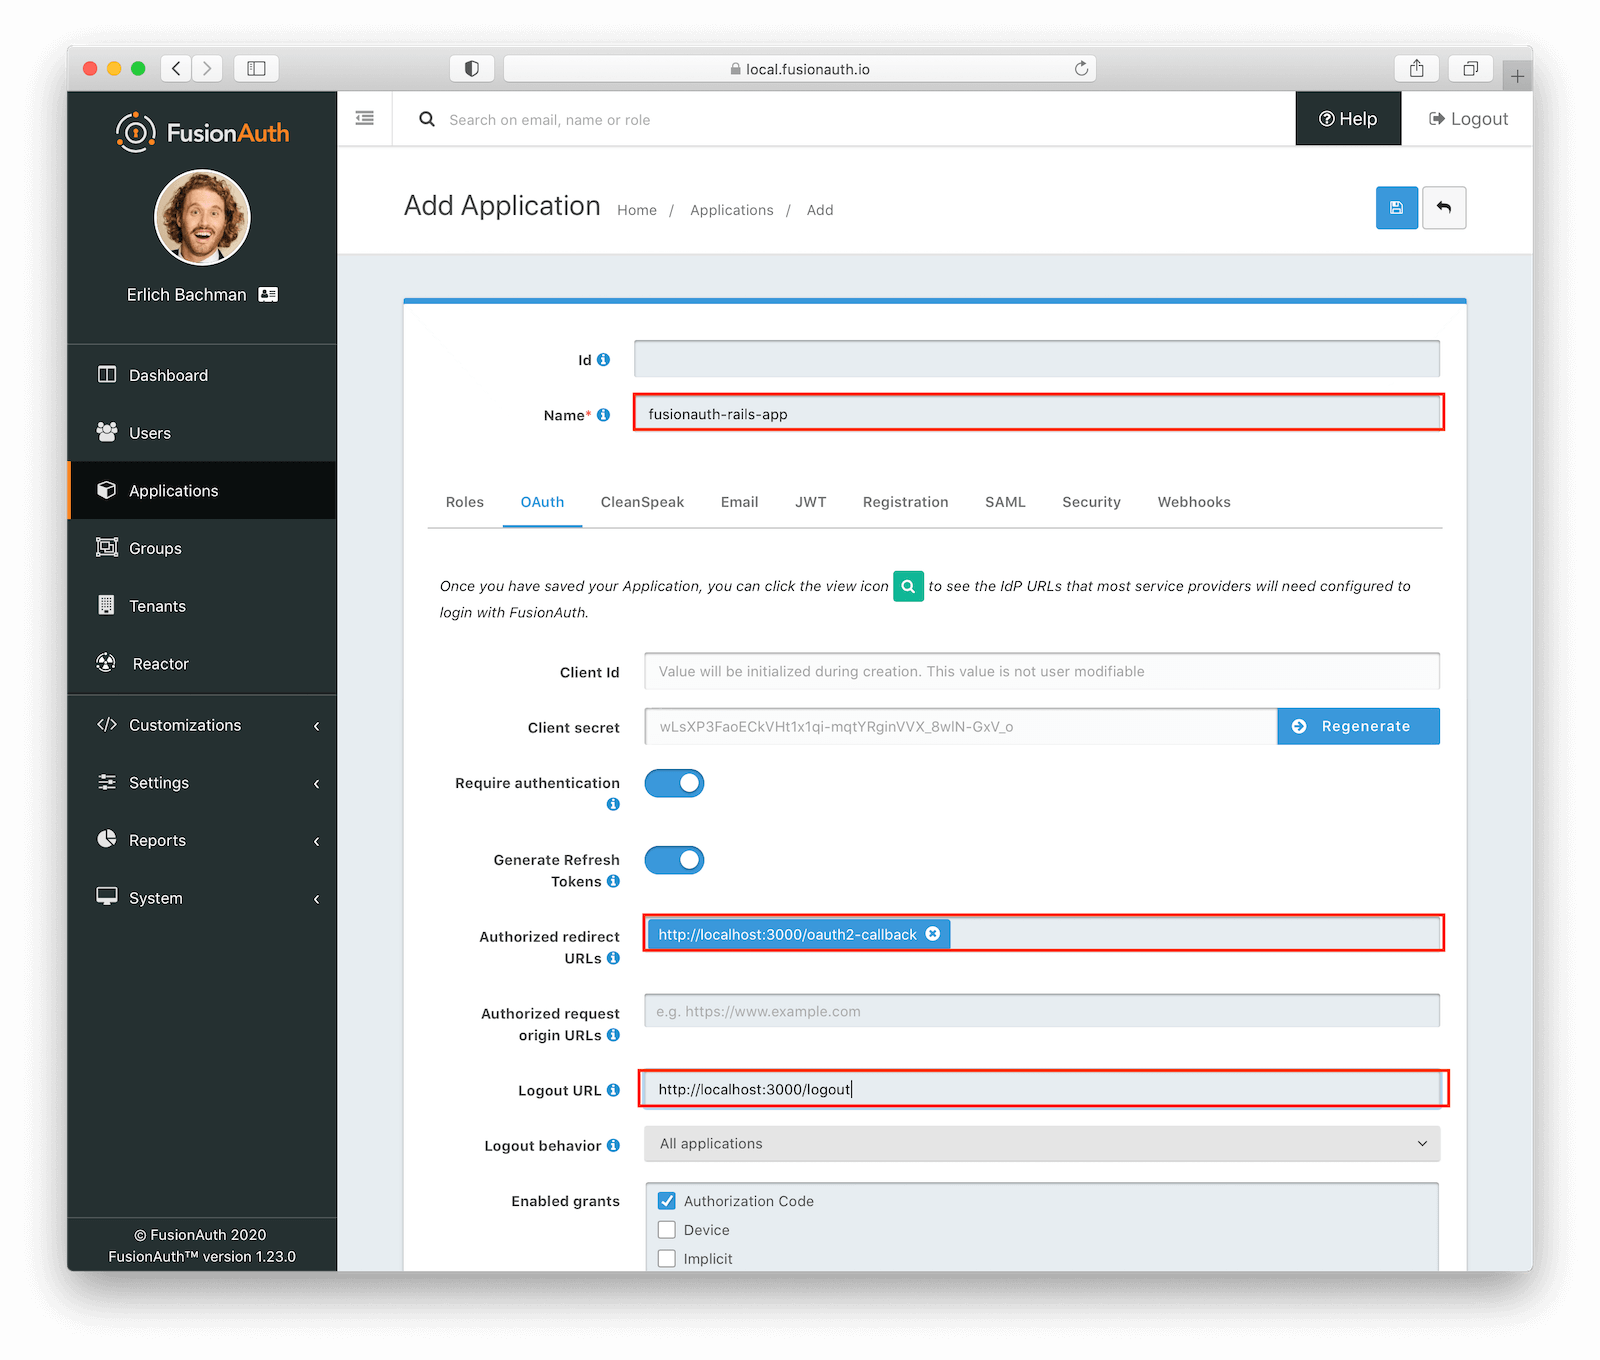 local.fusionauth.io
FusionAuth
Search on email, name or role
Help
Logout
Erlich Bachman
Add Application
Home / Applications / Add
Dashboard
Users
Applications
Groups
Tenants
Reactor
Customizations
Settings
Reports
System
© FusionAuth 2020
FusionAuth™ version 1.23.0
Id
Name*
fusionauth-rails-app
Roles OAuth CleanSpeak Email JWT Registration SAML Security Webhooks
Once you have saved your Application, you can click the view icon to see the IdP URLs that most service providers will need configured to
login with FusionAuth.
Client Id
Value will be initialized during creation. This value is not user modifiable
Client secret
wLsXP3FaoECkVHt1x1qi-mqtYRginVVX_8wlN-GxV_o
Regenerate
Require authentication
Generate Refresh
Tokens
Authorized redirect
URLs
http://localhost:3000/oauth2-callback
Authorized request
origin URLs
e.g. https://www.example.com
Logout URL
http://localhost:3000/logout
Logout behavior
All applications
Enabled grants
Authorization Code
Device
Implicit